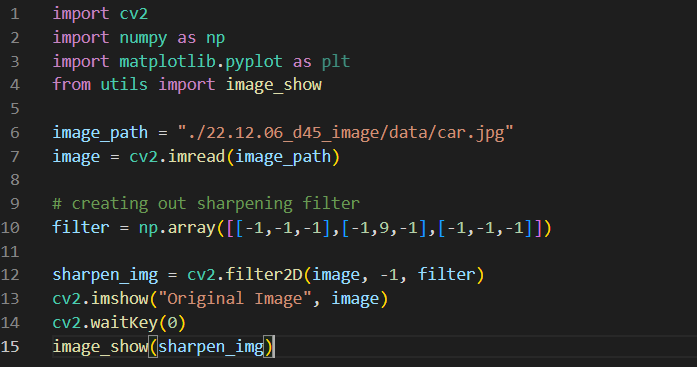 1 import cv2
2 import numpy as np
3 import matplotlib.pyplot as plt
4 from utils import image_show
5
6 image_path = "./22.12.06_d45_image/data/car.jpg"
7 image = cv2.imread(image_path)
8
9 # creating out sharpening filter
10 filter = np.array([[-1,-1,-1],[-1,9,-1],[-1,-1,-1]])
11
12 sharpen_img = cv2.filter2D(image, -1, filter)
13 cv2.imshow("Original Image", image)
14 cv2.waitKey(0)
15 image_show(sharpen_img)